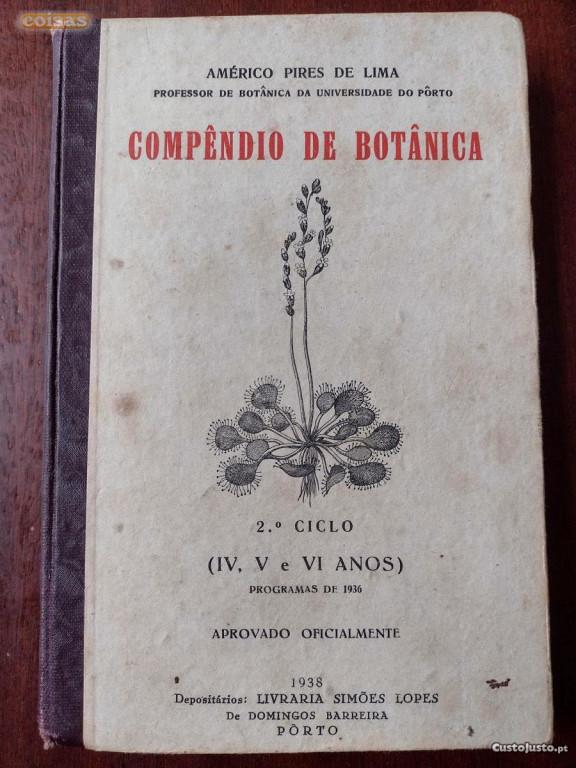 coisas
AMÉRICO PIRES DE LIMA
PROFESSOR DE BOTÂNICA DA UNIVERSIDADE DO PÔRTO
COMPÊNDIO DE BOTÂNICA
2.º CICLO
(IV, V e VI ANOS)
PROGRAMAS DE 1936
APROVADO OFICIALMENTE
1938
Depositários: LIVRARIA SIMÕES LOPES
De DOMINGOS BARREIRA
PÔRTO
CustoJusto.pt